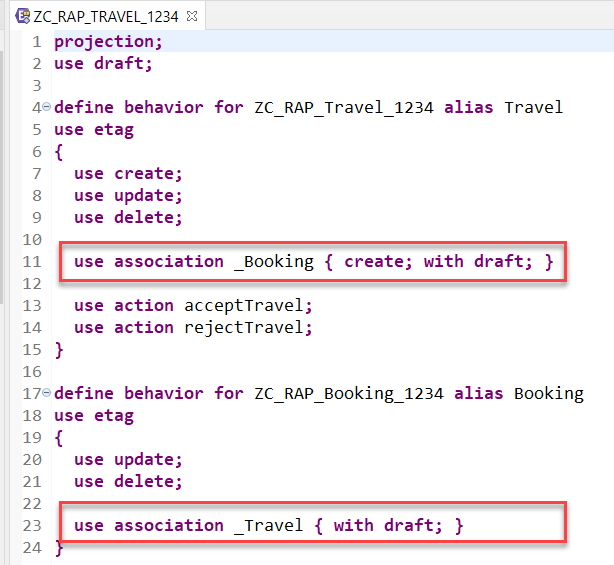 ZC_RAP_TRAVEL_1234
1 projection;
2 use draft;
3
4 define behavior for ZC_RAP_Travel_1234 alias Travel
5 use etag
6 {
7   use create;
8   use update;
9   use delete;
10
11   use association _Booking { create; with draft; }
12
13   use action acceptTravel;
14   use action rejectTravel;
15 }
16
17 define behavior for ZC_RAP_Booking_1234 alias Booking
18 use etag
19 {
20   use update;
21   use delete;
22
23   use association _Travel { with draft; }
24 }